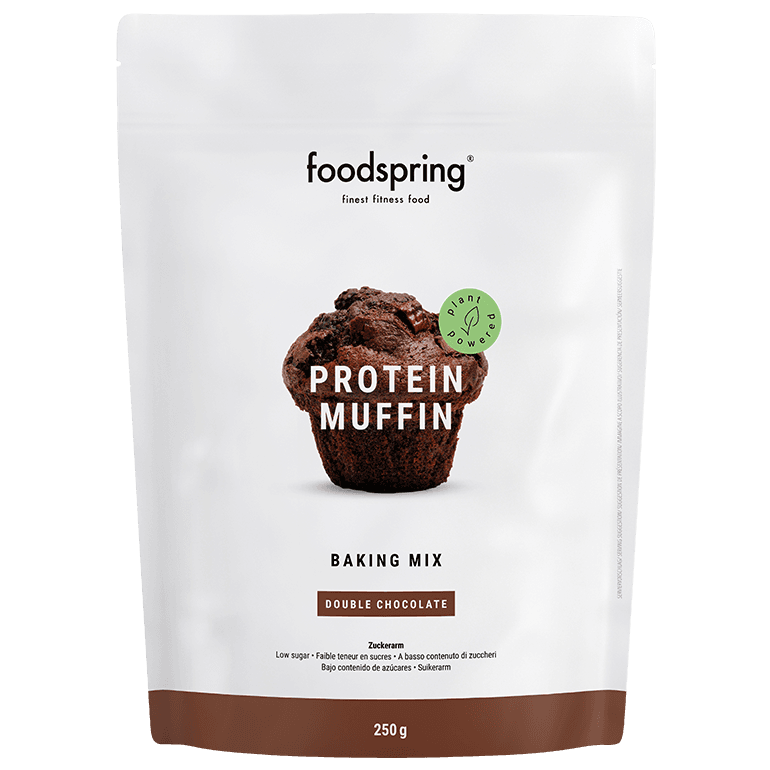 foodspring®
finest fitness food
plant
powered
PROTEIN
MUFFIN
BAKING MIX
DOUBLE CHOCOLATE
Zuckerarm
Low sugar • Faible teneur en sucres • A basso contenuto di zuccheri
Bajo contenido de azúcares • Suikerarm
250 g